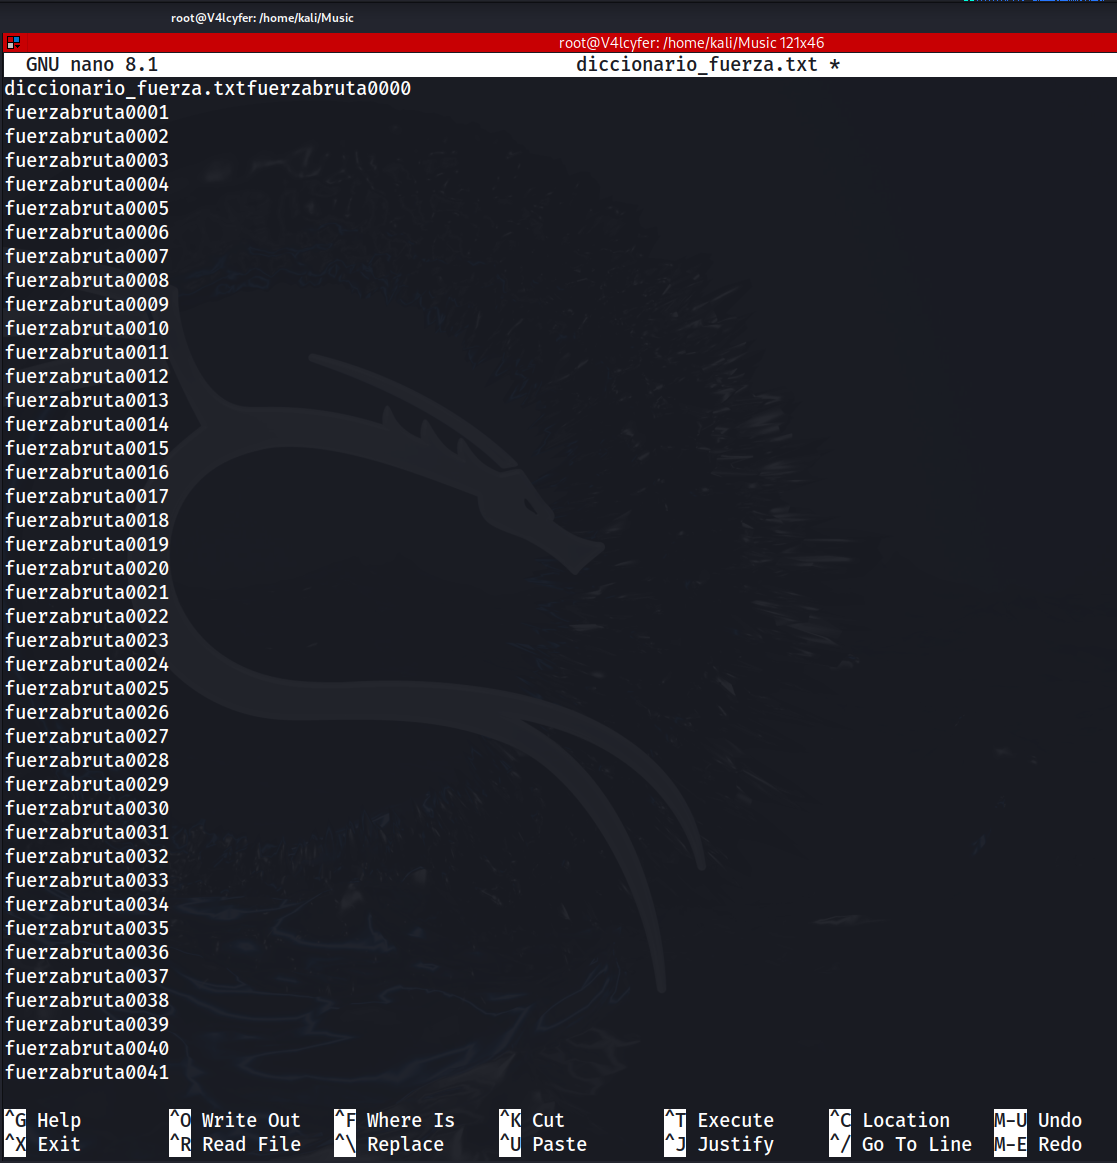 root@V4lcyfer: /home/kali/Music
root@V4lcyfer: /home/kali/Music 121x46
GNU nano 8.1 diccionario_fuerza.txt *
diccionario_fuerza.txtfuerzabruta0000
fuerzabruta0001
fuerzabruta0002
fuerzabruta0003
fuerzabruta0004
fuerzabruta0005
fuerzabruta0006
fuerzabruta0007
fuerzabruta0008
fuerzabruta0009
fuerzabruta0010
fuerzabruta0011
fuerzabruta0012
fuerzabruta0013
fuerzabruta0014
fuerzabruta0015
fuerzabruta0016
fuerzabruta0017
fuerzabruta0018
fuerzabruta0019
fuerzabruta0020
fuerzabruta0021
fuerzabruta0022
fuerzabruta0023
fuerzabruta0024
fuerzabruta0025
fuerzabruta0026
fuerzabruta0027
fuerzabruta0028
fuerzabruta0029
fuerzabruta0030
fuerzabruta0031
fuerzabruta0032
fuerzabruta0033
fuerzabruta0034
fuerzabruta0035
fuerzabruta0036
fuerzabruta0037
fuerzabruta0038
fuerzabruta0039
fuerzabruta0040
fuerzabruta0041
^G Help ^O Write Out ^F Where Is ^K Cut ^T Execute ^C Location M-U Undo
^X Exit ^R Read File ^\ Replace ^U Paste ^J Justify ^/ Go To Line M-E Redo